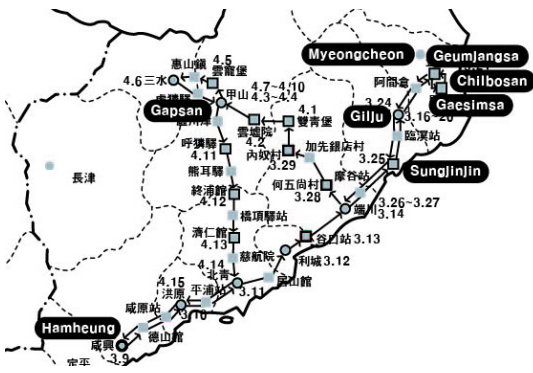 Myeongcheon
Geumjangsa
Chilbosan
Gaesimsa
惠山鎭
4.5
雲寵堡
4.6 三水
甲山
Gapsan
4.7~4/10
4.3~4.4
4.1
雙青堡
雲墟院
4.2
阿間倉
3.24
Gilju
3.16~20
臨溟站
呼獜驛
4.11
內奴村
3.29
加先銀店村
摩谷站
3.25
Sungjinjin
長津
熊耳驛
終浦館
4.12
何五尙村
3.28
3.26~3.27
端川
3.14
橋項驛站
濟仁館
4.13
谷口站 3.13
慈航院
利城 3.12
4.14
北青
3.11
居山館
4.15
洪原
平浦站
3.10
咸原站
德山館
Hamheung
咸興
3.9
定平